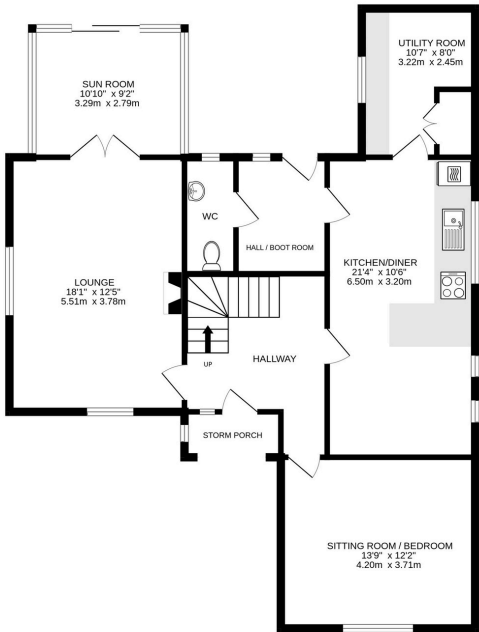 UTILITY ROOM
10'7" x 8'0"
3.22m x 2.45m
SUN ROOM
10'10" x 9'2"
3.29m x 2.79m
WC
HALL / BOOT ROOM
KITCHEN/DINER
21'4" x 10'6"
6.50m x 3.20m
LOUNGE
18'1" x 12'5"
5.51m x 3.78m
HALLWAY
UP
STORM PORCH
SITTING ROOM / BEDROOM
13'9" x 12'2"
4.20m x 3.71m